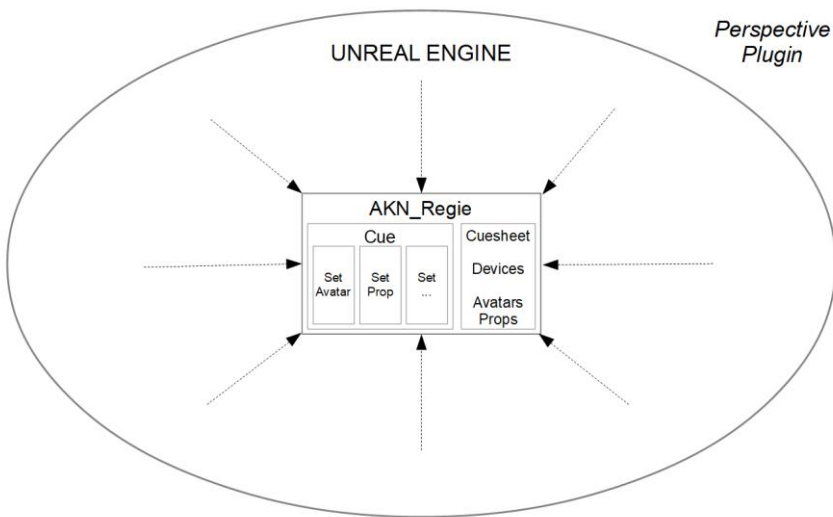 Perspective
Plugin
UNREAL ENGINE
AKN_Regie
Cue
Set
Avatar
Set
Prop
Set
...
Cuesheet
Devices
Avatars
Props